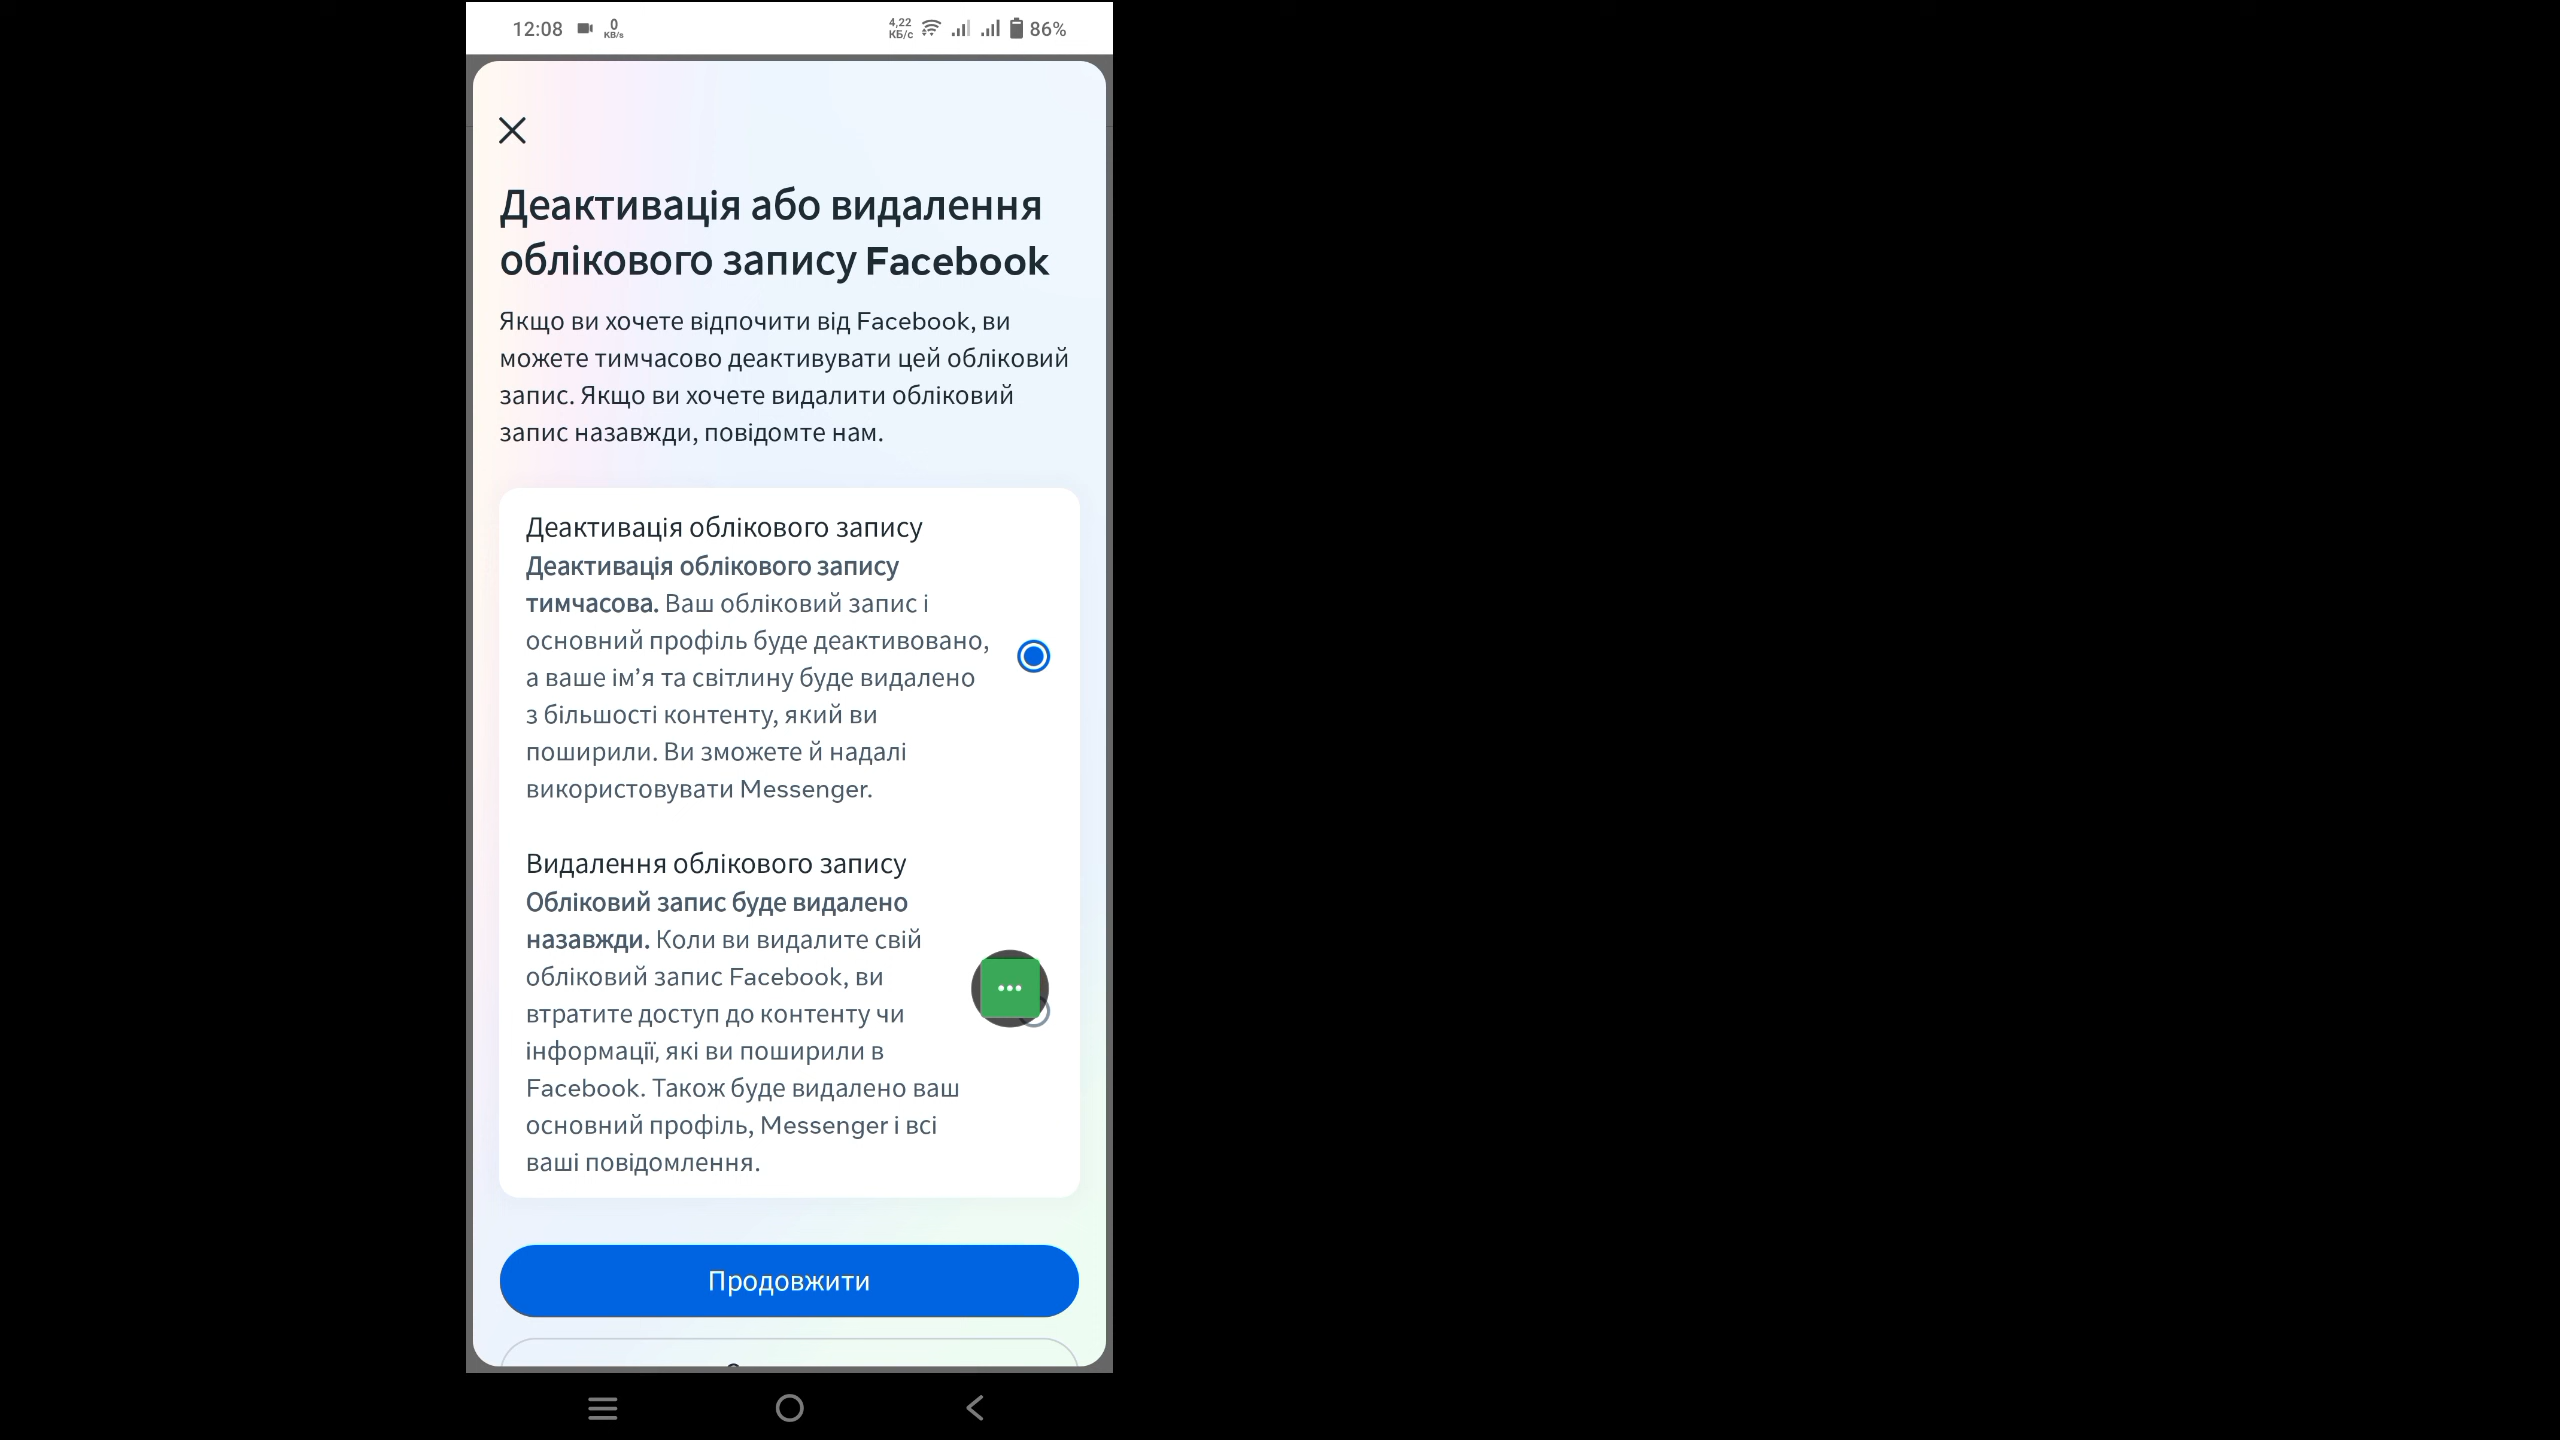 12:08
0
KB/s
4,22
КБ/с
86%
Деактивація або видалення
облікового запису Facebook
Якщо ви хочете відпочити від Facebook, ви
можете тимчасово деактивувати цей обліковий
запис. Якщо ви хочете видалити обліковий
запис назавжди, повідомте нам.
Деактивація облікового запису
Деактивація облікового запису
тимчасова. Ваш обліковий запис і
основний профіль буде деактивовано,
а ваше ім’я та світлину буде видалено
з більшості контенту, який ви
поширили. Ви зможете й надалі
використовувати Messenger.
Видалення облікового запису
Обліковий запис буде видалено
назавжди. Коли ви видалите свій
обліковий запис Facebook, ви
втратите доступ до контенту чи
інформації, які ви поширили в
Facebook. Також буде видалено ваш
основний профіль, Messenger і всі
ваші повідомлення.
Продовжити